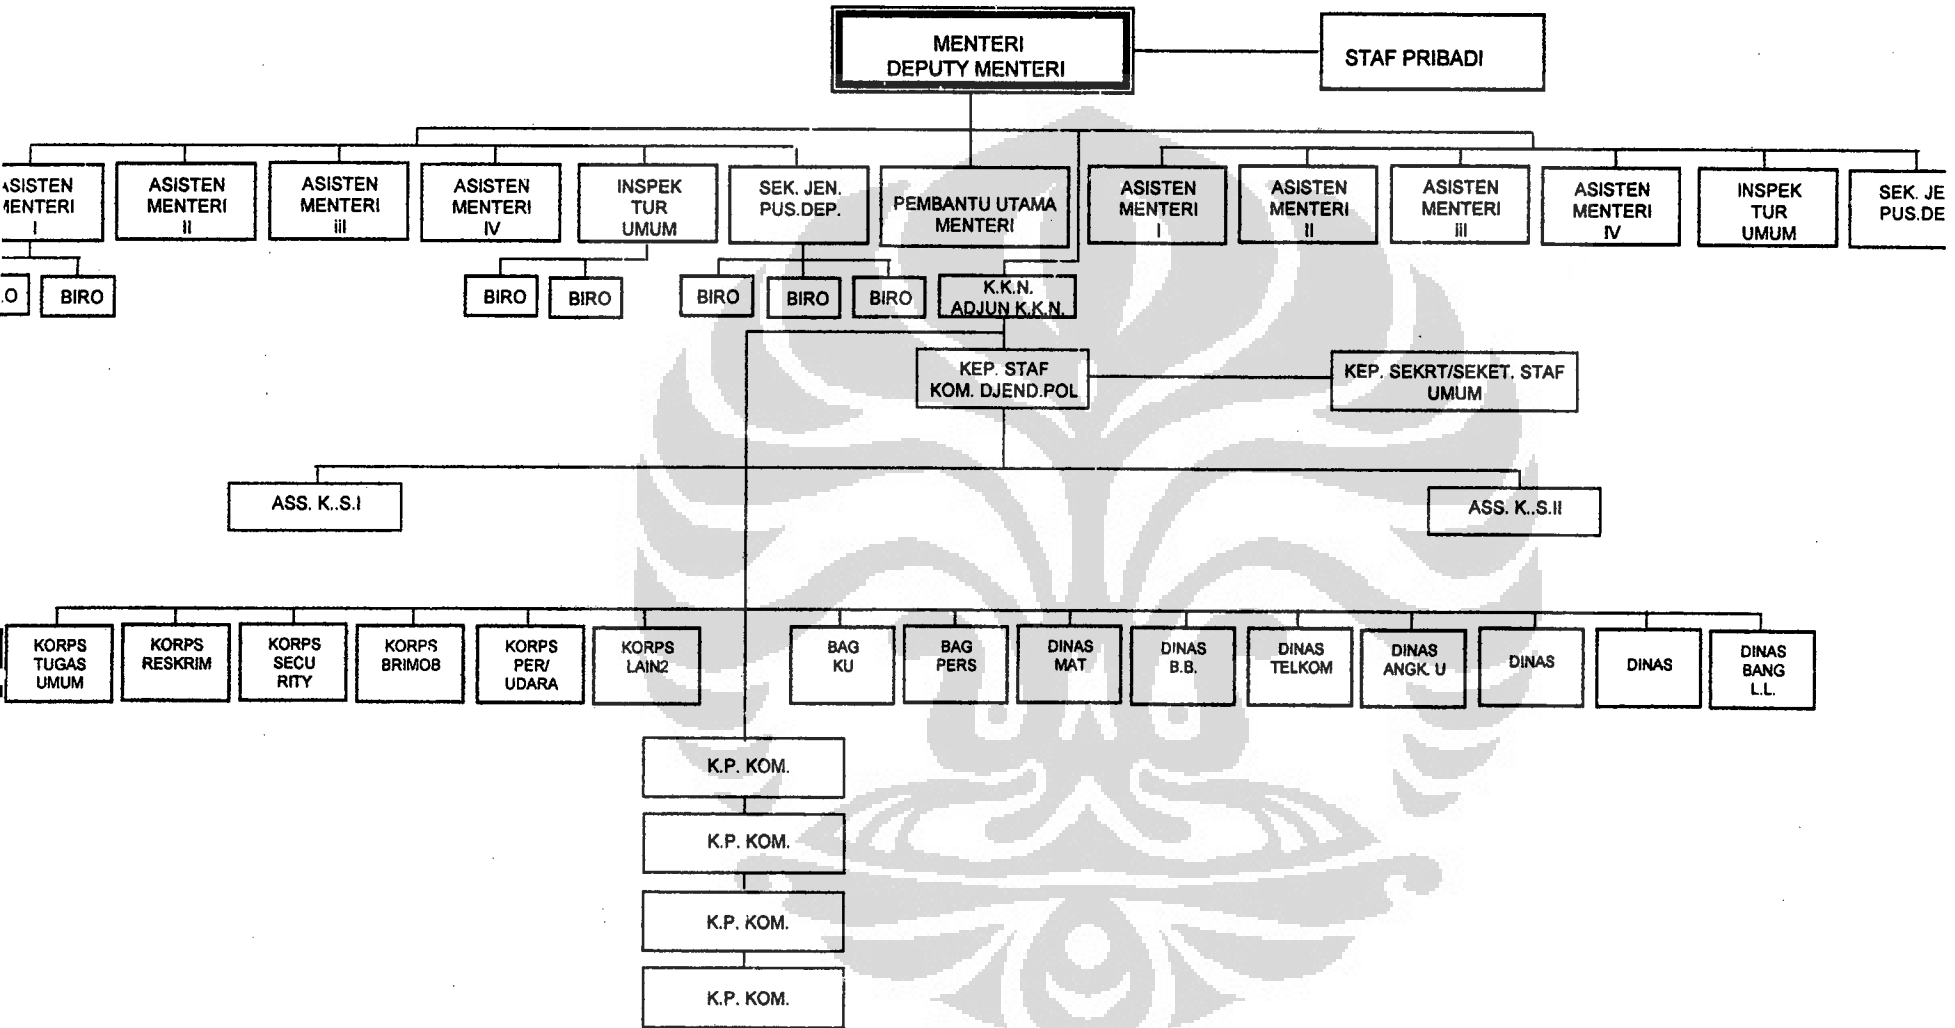 MENTERI
DEPUTY MENTERI
STAF PRIBADI
ASISTEN
MENTERI
I
ASISTEN
MENTERI
II
ASISTEN
MENTERI
iii
ASISTEN
MENTERI
IV
INSPEK
TUR
UMUM
SEK. JEN.
PUS.DEP.
PEMBANTU UTAMA
MENTERI
ASISTEN
MENTERI
I
ASISTEN
MENTERI
II
ASISTEN
MENTERI
iii
ASISTEN
MENTERI
IV
INSPEK
TUR
UMUM
SEK. JE
PUS.DE
.O
BIRO
BIRO
BIRO
BIRO
BIRO
BIRO
K.K.N.
ADJUN K.K.N.
KEP. STAF
KOM. DJEND.POL
KEP. SEKRT/SEKET. STAF
UMUM
ASS. K..S.I
ASS. K..S.II
KORPS
TUGAS
UMUM
KORPS
RESKRIM
KORPS
SECU
RITY
KORPS
BRIMOB
KORPS
PER/
UDARA
KORPS
LAIN2
BAG
KU
BAG
PERS
DINAS
MAT
DINAS
B.B.
DINAS
TELKOM
DINAS
ANGK. U
DINAS
DINAS
DINAS
BANG
L.L.
K.P. KOM.
K.P. KOM.
K.P. KOM.
K.P. KOM.